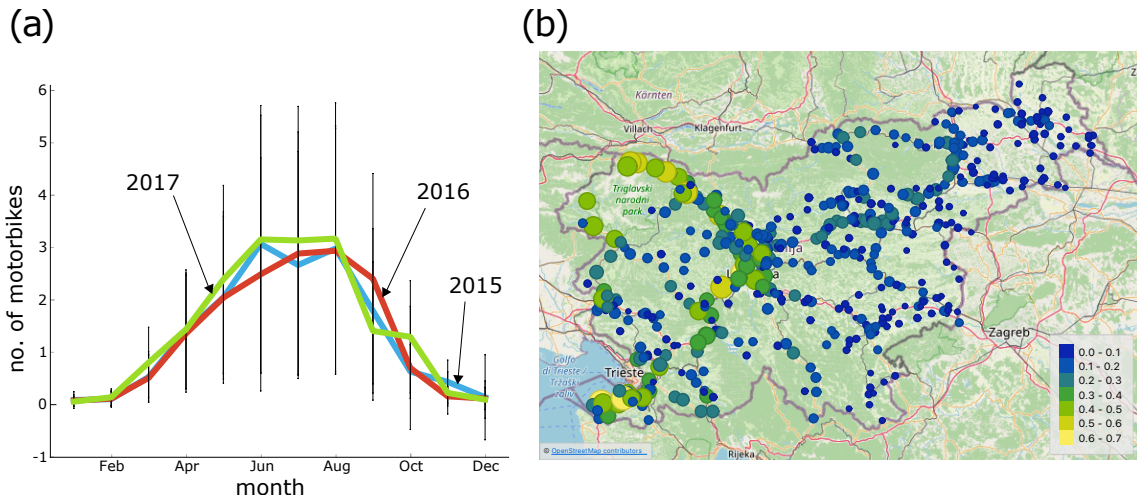 (a)
(b)
no. of motorbikes
6
5
4
3
2
1
0
-1
2017
2016
2015
Feb
Apr
Jun
Aug
Oct
Dec
month
Kärnten
Villach
Klagenfurt
Triglavski
narodni
park
Zagreb
Golfo
di Trieste /
Tržaški
zaliv
Trieste
Rijeka
0.0 - 0.1
0.1 - 0.2
0.2 - 0.3
0.3 - 0.4
0.4 - 0.5
0.5 - 0.6
0.6 - 0.7
© OpenStreetMap contributors